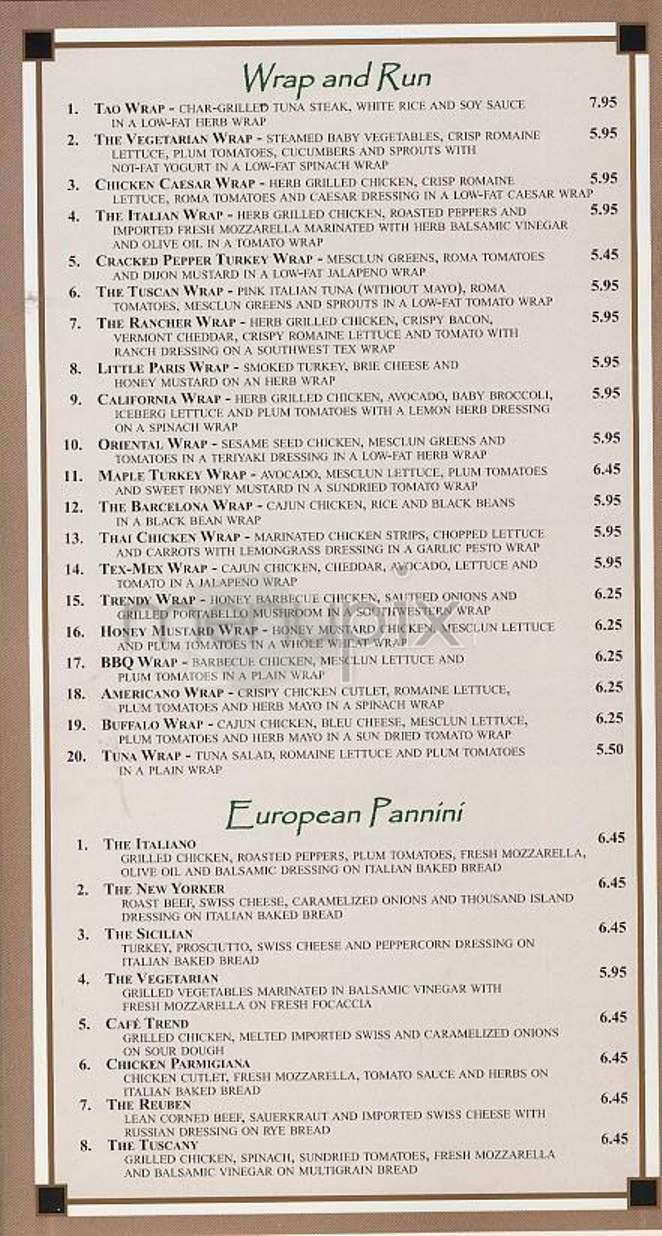 Wrap and Run
1. TAO WRAP - CHAR-GRILLED TUNA STEAK, WHITE RICE AND SOY SAUCE 7.95
IN A LOW-FAT HERB WRAP
2. THE VEGETARIAN WRAP - STEAMED BABY VEGETABLES, CRISP ROMAINE 5.95
LETTUCE, PLUM TOMATOES, CUCUMBERS AND SPROUTS WITH
NOT-FAT YOGURT IN A LOW-FAT SPINACH WRAP
3. CHICKEN CAESAR WRAP - HERB GRILLED CHICKEN, CRISP ROMAINE 5.95
LETTUCE, ROMA TOMATOES AND CAESAR DRESSING IN A LOW-FAT CAESAR WRAP
4. THE ITALIAN WRAP - HERB GRILLED CHICKEN, ROASTED PEPPERS AND 5.95
IMPORTED FRESH MOZZARELLA MARINATED WITH HERB BALSAMIC VINEGAR
AND OLIVE OIL IN A TOMATO WRAP
5. CRACKED PEPPER TURKEY WRAP - MESCLUN GREENS, ROMA TOMATOES 5.45
AND DIJON MUSTARD IN A LOW-FAT JALAPENO WRAP
6. THE TUSCAN WRAP - PINK ITALIAN TUNA (WITHOUT MAYO), ROMA 5.95
TOMATOES, MESCLUN GREENS AND SPROUTS IN A LOW-FAT TOMATO WRAP
7. THE RANCHER WRAP - HERB GRILLED CHICKEN, CRISPY BACON, 5.95
VERMONT CHEDDAR, CRISPY ROMAINE LETTUCE AND TOMATO WITH
RANCH DRESSING ON A SOUTHWEST TEX WRAP
8. LITTLE PARIS WRAP - SMOKED TURKEY, BRIE CHEESE AND 5.95
HONEY MUSTARD ON AN HERB WRAP
9. CALIFORNIA WRAP - HERB GRILLED CHICKEN, AVOCADO, BABY BROCCOLI, 5.95
ICEBERG LETTUCE AND PLUM TOMATOES WITH A LEMON HERB DRESSING
ON A SPINACH WRAP
10. ORIENTAL WRAP - SESAME SEED CHICKEN, MESCLUN GREENS AND 5.95
TOMATOES IN A TERIYAKI DRESSING IN A LOW-FAT HERB WRAP
11. MAPLE TURKEY WRAP - AVOCADO, MESCLUN LETTUCE, PLUM TOMATOES 6.45
AND SWEET HONEY MUSTARD IN A SUNDRIED TOMATO WRAP
12. THE BARCELONA WRAP - CAJUN CHICKEN, RICE AND BLACK BEANS 5.95
IN A BLACK BEAN WRAP
13. THAI CHICKEN WRAP - MARINATED CHICKEN STRIPS, CHOPPED LETTUCE 5.95
AND CARROTS WITH LEMONGRASS DRESSING IN A GARLIC PESTO WRAP
14. TEX-MEX WRAP - CAJUN CHICKEN, CHEDDAR, AVOCADO, LETTUCE AND 5.95
TOMATO IN A JALAPENO WRAP
15. TRENDY WRAP - HONEY BARBECUE CHICKEN, SAUTEED ONIONS AND 6.25
GRILLED PORTABELLO MUSHROOM IN A SOUTHWESTERN WRAP
16. HONEY MUSTARD WRAP - HONEY MUSTARD CHICKEN, MESCLUN LETTUCE 6.25
AND PLUM TOMATOES IN A WHOLE WHEAT WRAP
17. BBQ WRAP - BARBECUE CHICKEN, MESCLUN LETTUCE AND 6.25
PLUM TOMATOES IN A PLAIN WRAP
18. AMERICANO WRAP - CRISPY CHICKEN CUTLET, ROMAINE LETTUCE, 6.25
PLUM TOMATOES AND HERB MAYO IN A SPINACH WRAP
19. BUFFALO WRAP - CAJUN CHICKEN, BLEU CHEESE, MESCLUN LETTUCE, 6.25
PLUM TOMATOES AND HERB MAYO IN A SUN DRIED TOMATO WRAP
20. TUNA WRAP - TUNA SALAD, ROMAINE LETTUCE AND PLUM TOMATOES 5.50
IN A PLAIN WRAP
menupix
European Pannini
1. THE ITALIANO 6.45
GRILLED CHICKEN, ROASTED PEPPERS, PLUM TOMATOES, FRESH MOZZARELLA,
OLIVE OIL AND BALSAMIC DRESSING ON ITALIAN BAKED BREAD
2. THE NEW YORKER 6.45
ROAST BEEF, SWISS CHEESE, CARAMELIZED ONIONS AND THOUSAND ISLAND
DRESSING ON ITALIAN BAKED BREAD
3. THE SICILIAN 6.45
TURKEY, PROSCIUTTO, SWISS CHEESE AND PEPPERCORN DRESSING ON
ITALIAN BAKED BREAD
4. THE VEGETARIAN 5.95
GRILLED VEGETABLES MARINATED IN BALSAMIC VINEGAR WITH
FRESH MOZZARELLA ON FRESH FOCACCIA
5. CAFÉ TREND 6.45
GRILLED CHICKEN, MELTED IMPORTED SWISS AND CARAMELIZED ONIONS
ON SOUR DOUGH
6. CHICKEN PARMIGIANA 6.45
CHICKEN CUTLET, FRESH MOZZARELLA, TOMATO SAUCE AND HERBS ON
ITALIAN BAKED BREAD
7. THE REUBEN 6.45
LEAN CORNED BEEF, SAUERKRAUT AND IMPORTED SWISS CHEESE WITH
RUSSIAN DRESSING ON RYE BREAD
8. THE TUSCANY 6.45
GRILLED CHICKEN, SPINACH, SUNDRIED TOMATOES, FRESH MOZZARELLA
AND BALSAMIC VINEGAR ON MULTIGRAIN BREAD